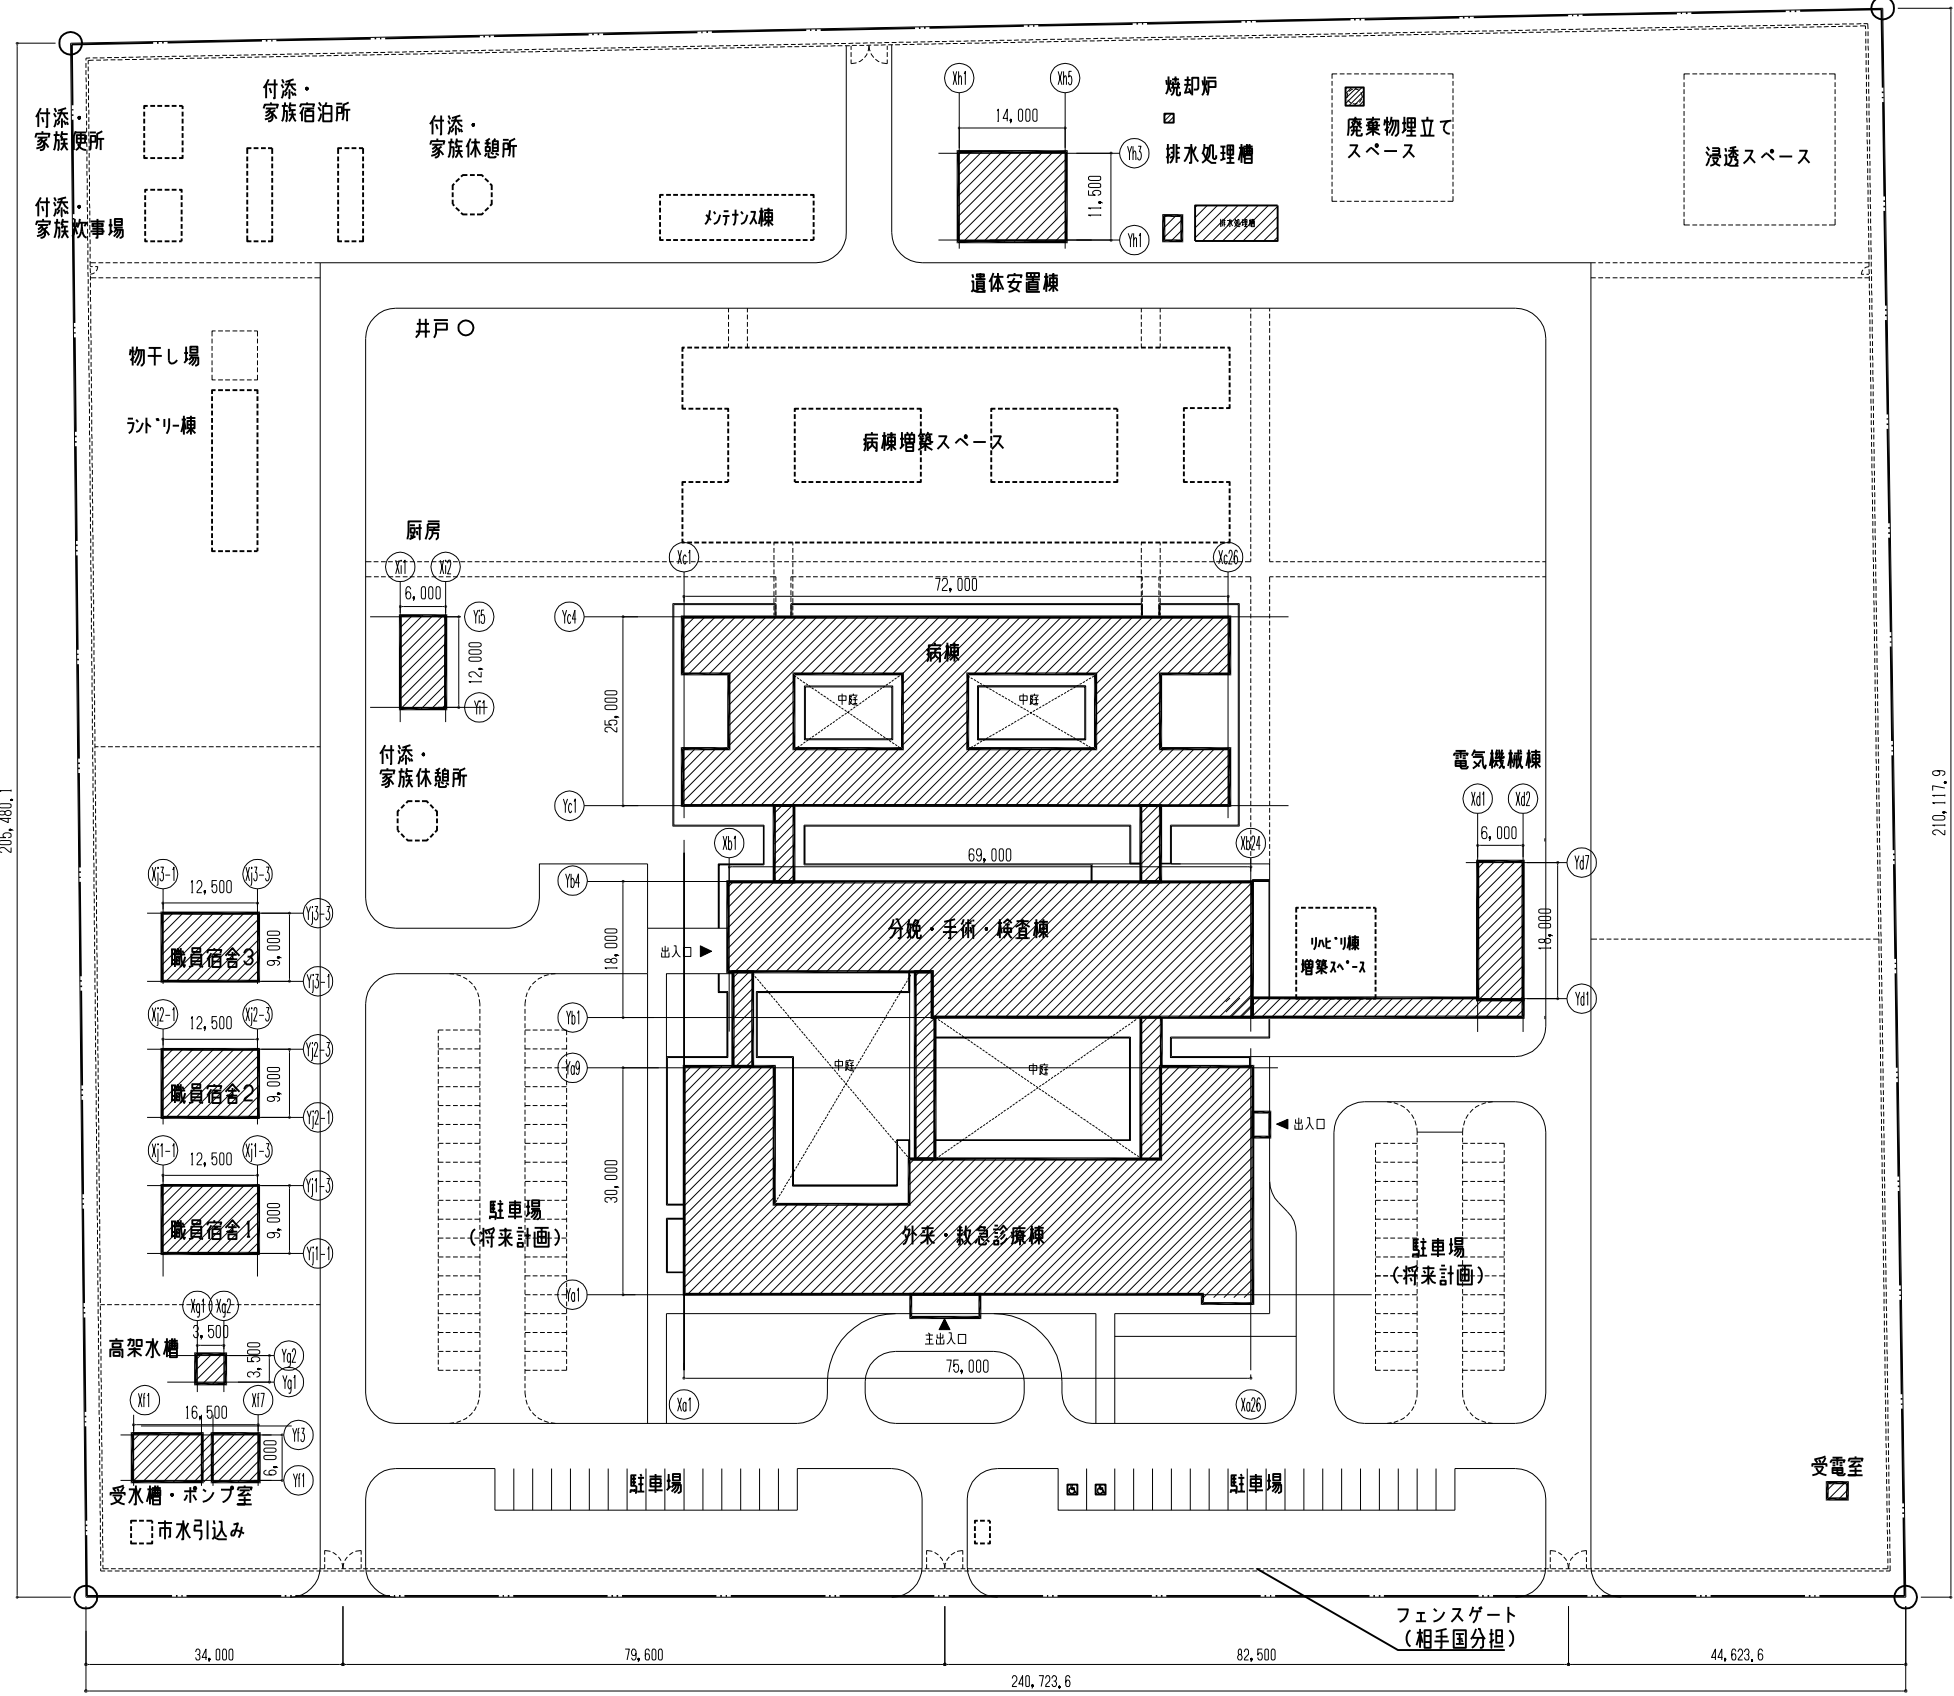 Xh1
Xh5
14,000
Yh3
11,500
Yh1
焼却炉
排水処理槽
排水処理槽
廃棄物埋立て
スペース
浸透スペース
付添・
家族便所
付添・
家族宿泊所
付添・
家族休憩所
付添・
家族炊事場
メンテナンス棟
遺体安置棟
井戸
物干し場
ランドリー棟
病棟増築スペース
厨房
Xi1
Xi2
6,000
Yi5
12,000
Yi1
Xc1
Xc26
72,000
Yc4
25,000
Yc1
病棟
中庭
中庭
付添・
家族休憩所
電気機械棟
Xd1
Xd2
6,000
Yd7
18,000
Yd1
205,480.1
210,117.9
Xb1
Xb24
69,000
Yb4
18,000
Yb1
分娩・手術・検査棟
出入口
リハビリ棟
増築スペース
Xj3-1
Xj3-3
12,500
Yj3-3
9,000
Yj3-1
職員宿舎3
Xj2-1
Xj2-3
12,500
Yj2-3
9,000
Yj2-1
職員宿舎2
Xj1-1
Xj1-3
12,500
Yj1-3
9,000
Yj1-1
職員宿舎1
Ya9
中庭
中庭
出入口
30,000
Ya1
外来・救急診療棟
駐車場
(将来計画)
駐車場
(将来計画)
主出入口
75,000
Xa1
Xa26
Xg1
Xg2
3,500
高架水槽
3,500
Yg2
Yg1
Xf1
Xf7
16,500
Yf3
6,000
Yf1
受水槽・ポンプ室
市水引込み
駐車場
駐車場
受電室
フェンスゲート
(相手国分担)
34,000
79,600
82,500
44,623.6
240,723.6